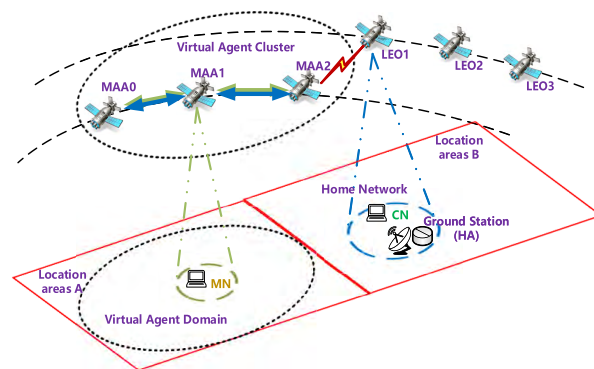 Virtual Agent Cluster
LEO1
LEO2
LEO3
MAA2
MAA1
MAA0
Location
areas B
Home Network
CN
Ground Station
(HA)
Location
areas A
MN
Virtual Agent Domain